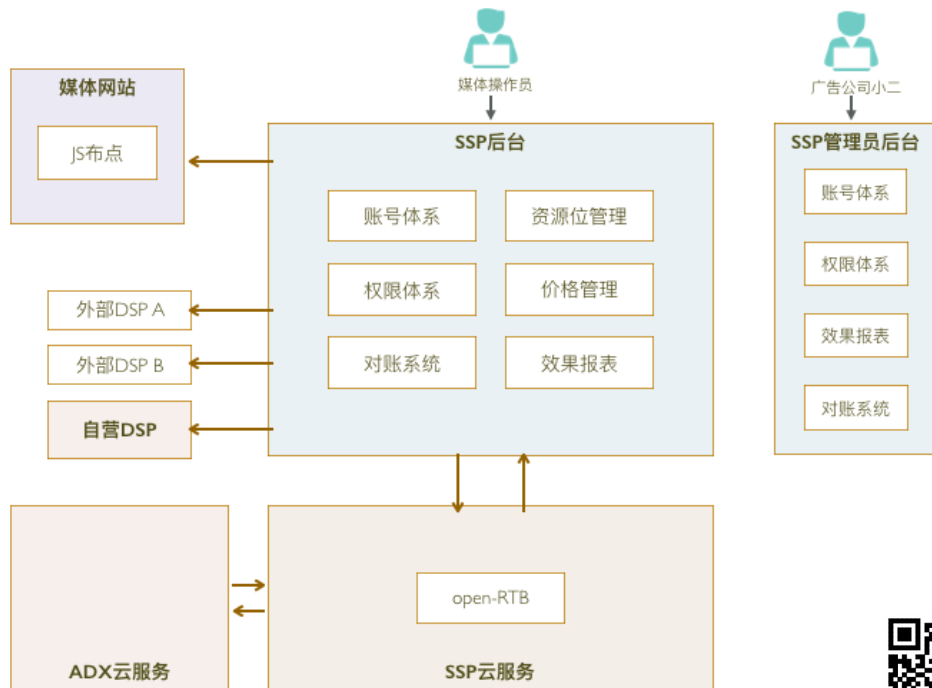 媒体操作员
广告公司小二
媒体网站
JS布点
SSP后台
账号体系
资源位管理
权限体系
价格管理
对账系统
效果报表
SSP管理员后台
账号体系
权限体系
效果报表
对账系统
外部DSP A
外部DSP B
自营DSP
ADX云服务
open-RTB
SSP云服务